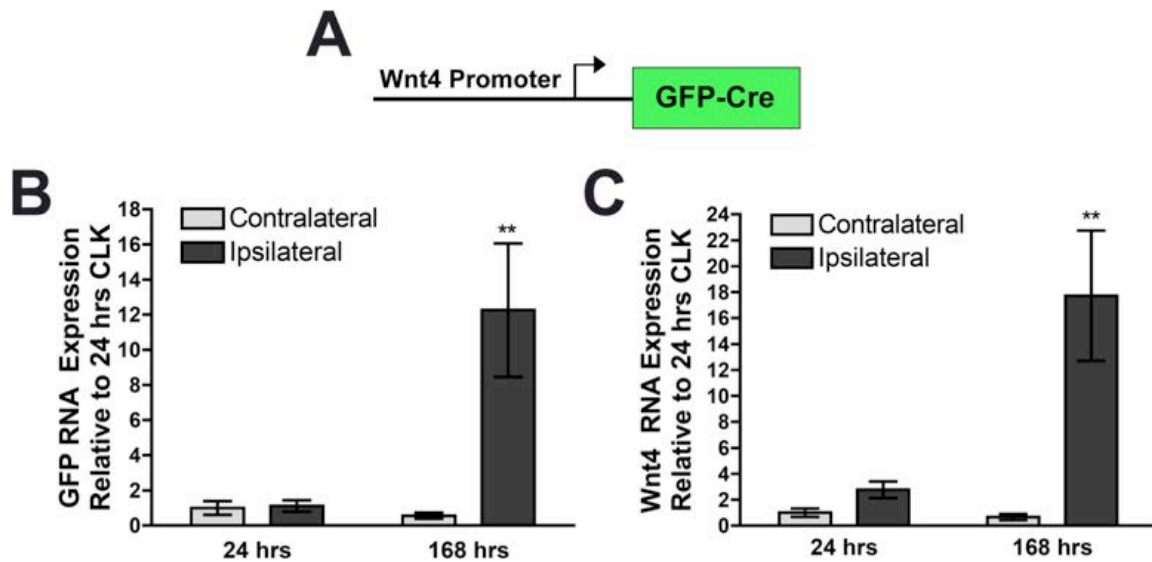 A
Wnt4 Promoter
GFP-Cre
B
GFP RNA Expression
Relative to 24 hrs CLK
18
16
14
12
10
8
6
4
2
0
Contralateral
Ipsilateral
**
24 hrs
168 hrs
C
Wnt4 RNA Expression
Relative to 24 hrs CLK
24
22
20
18
16
14
12
10
8
6
4
2
0
Contralateral
Ipsilateral
**
24 hrs
168 hrs